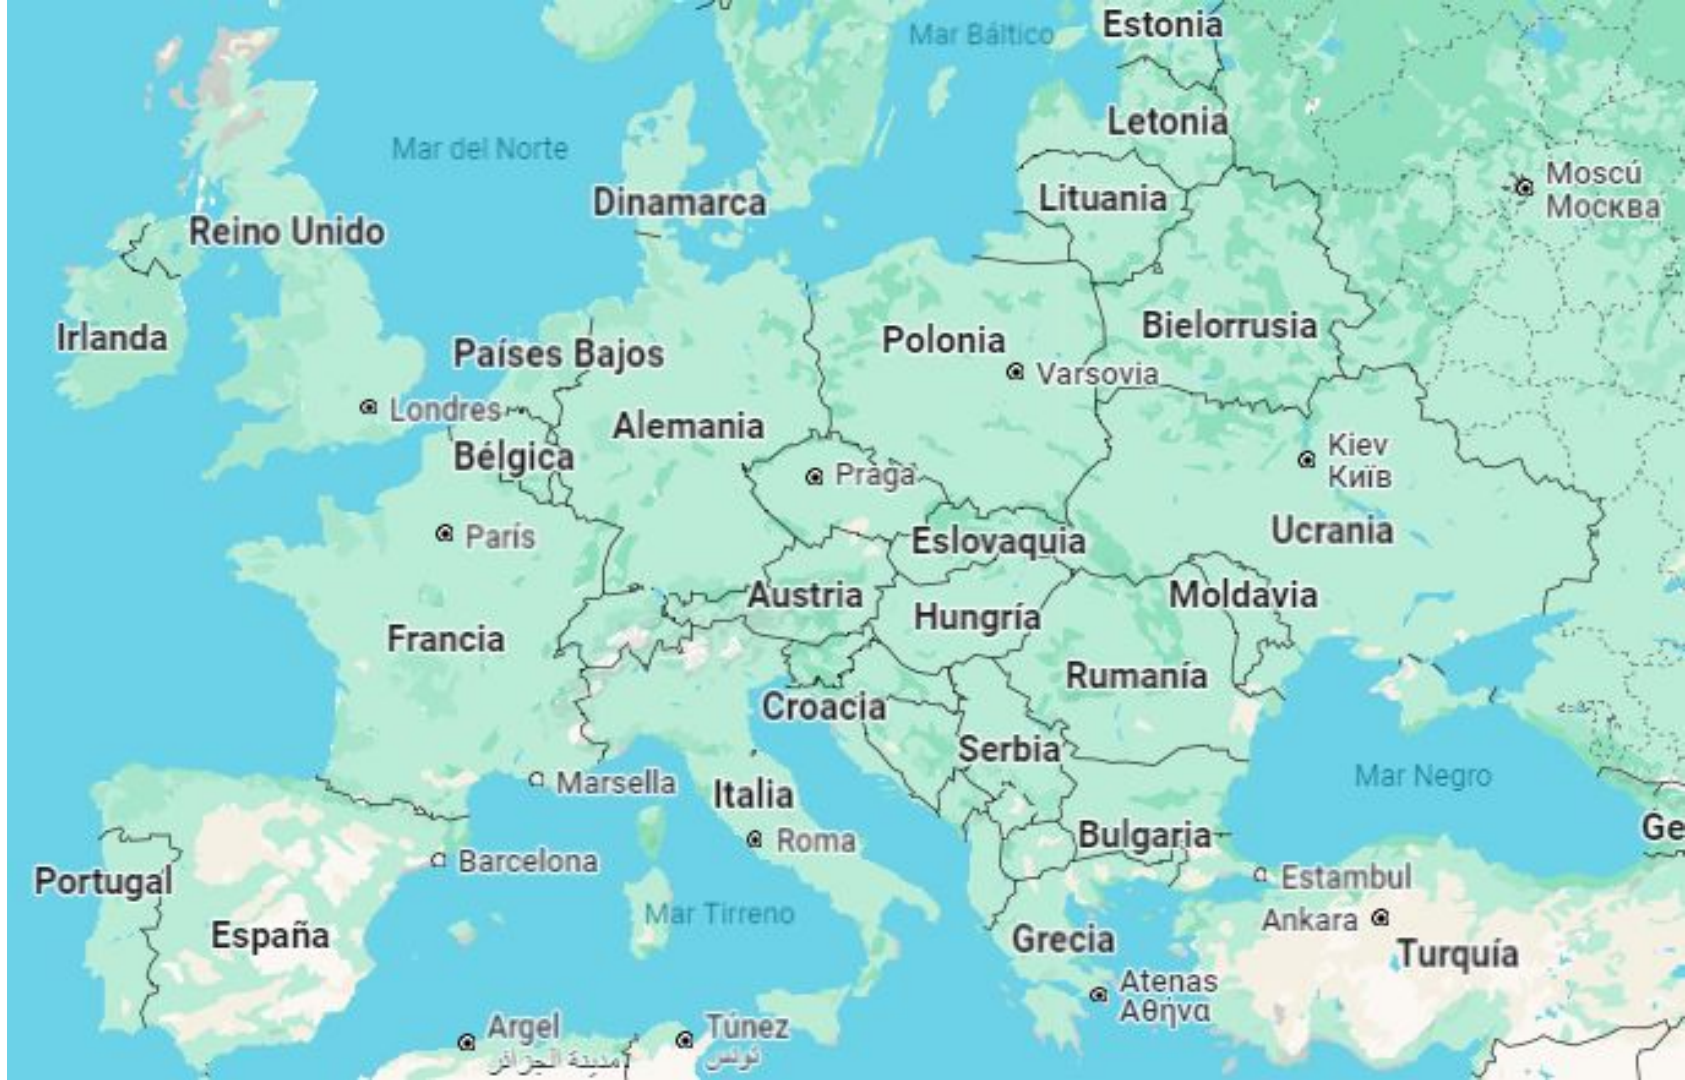 Estonia
Mar Báltico
Letonia
Mar del Norte
Moscú
Москва
Lituania
Dinamarca
Reino Unido
Bielorrusia
Irlanda
Polonia
Países Bajos
Varsovia
Londres
Alemania
Kiev
Київ
Bélgica
Praga
París
Ucrania
Eslovaquia
Austria
Moldavia
Hungría
Francia
Rumanía
Croacia
Serbia
Mar Negro
Marsella
Italia
Ge
Bulgaria
Roma
Barcelona
Estambul
Portugal
Mar Tirreno
Ankara
España
Grecia
Turquía
Atenas
Αθήνα
Argel
مدينة الجزائر
Túnez
تونس